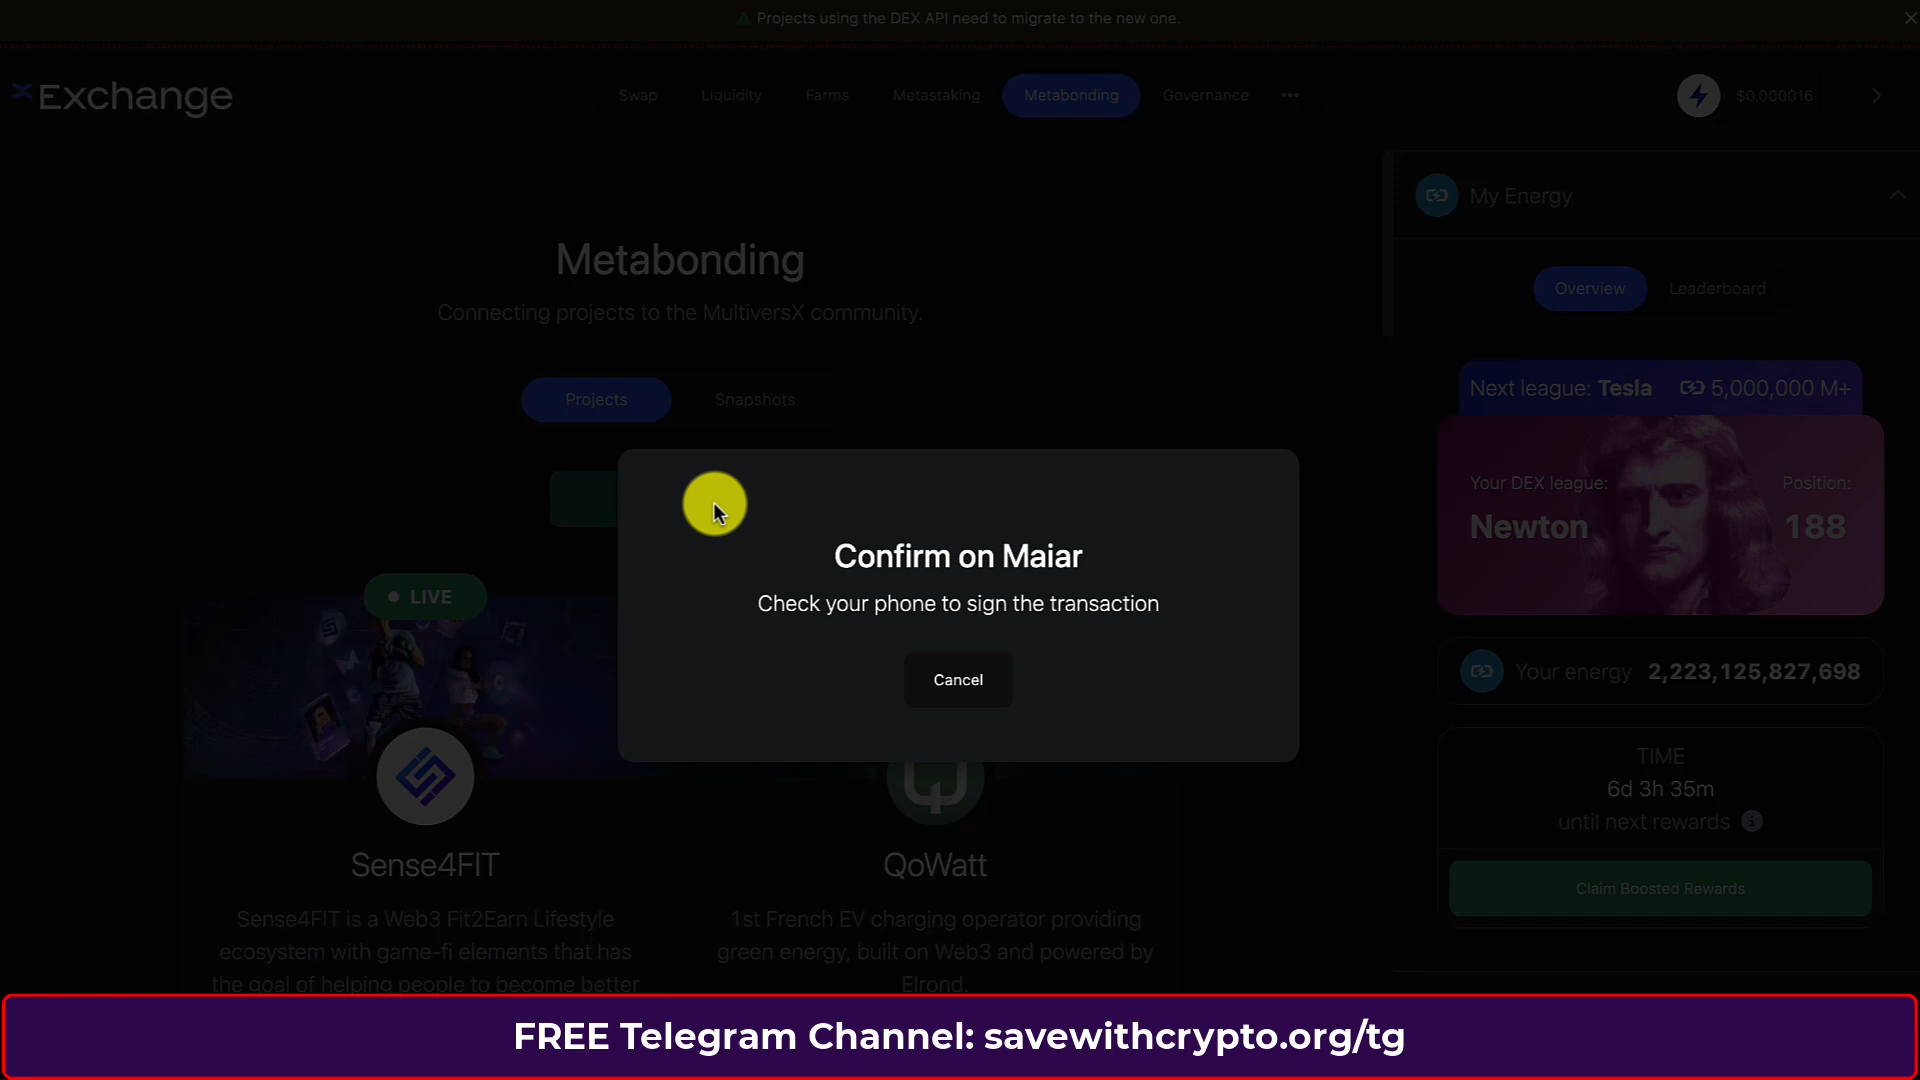 Projects using the DEX API need to migrate to the new one.
Exchange
Swap
Liquidity
Farms
Metastaking
Metabonding
Governance
$0.000016
My Energy
Metabonding
Overview
Leaderboard
Connecting projects to the MultiversX community.
Next league: Tesla 5,000,000 M+
Projects
Snapshots
Your DEX league:
Position:
Newton
188
Confirm on Maiar
Check your phone to sign the transaction
LIVE
Cancel
Your energy 2,223,125,827,698
TIME
6d 3h 35m
until next rewards
Sense4FIT
QoWatt
Claim Boosted Rewards
Sense4FIT is a Web3 Fit2Earn Lifestyle
ecosystem with game-fi elements that has
the goal of helping people to become better
1st French EV charging operator providing
green energy, built on Web3 and powered by
Elrond.
FREE Telegram Channel: savewithcrypto.org/tg